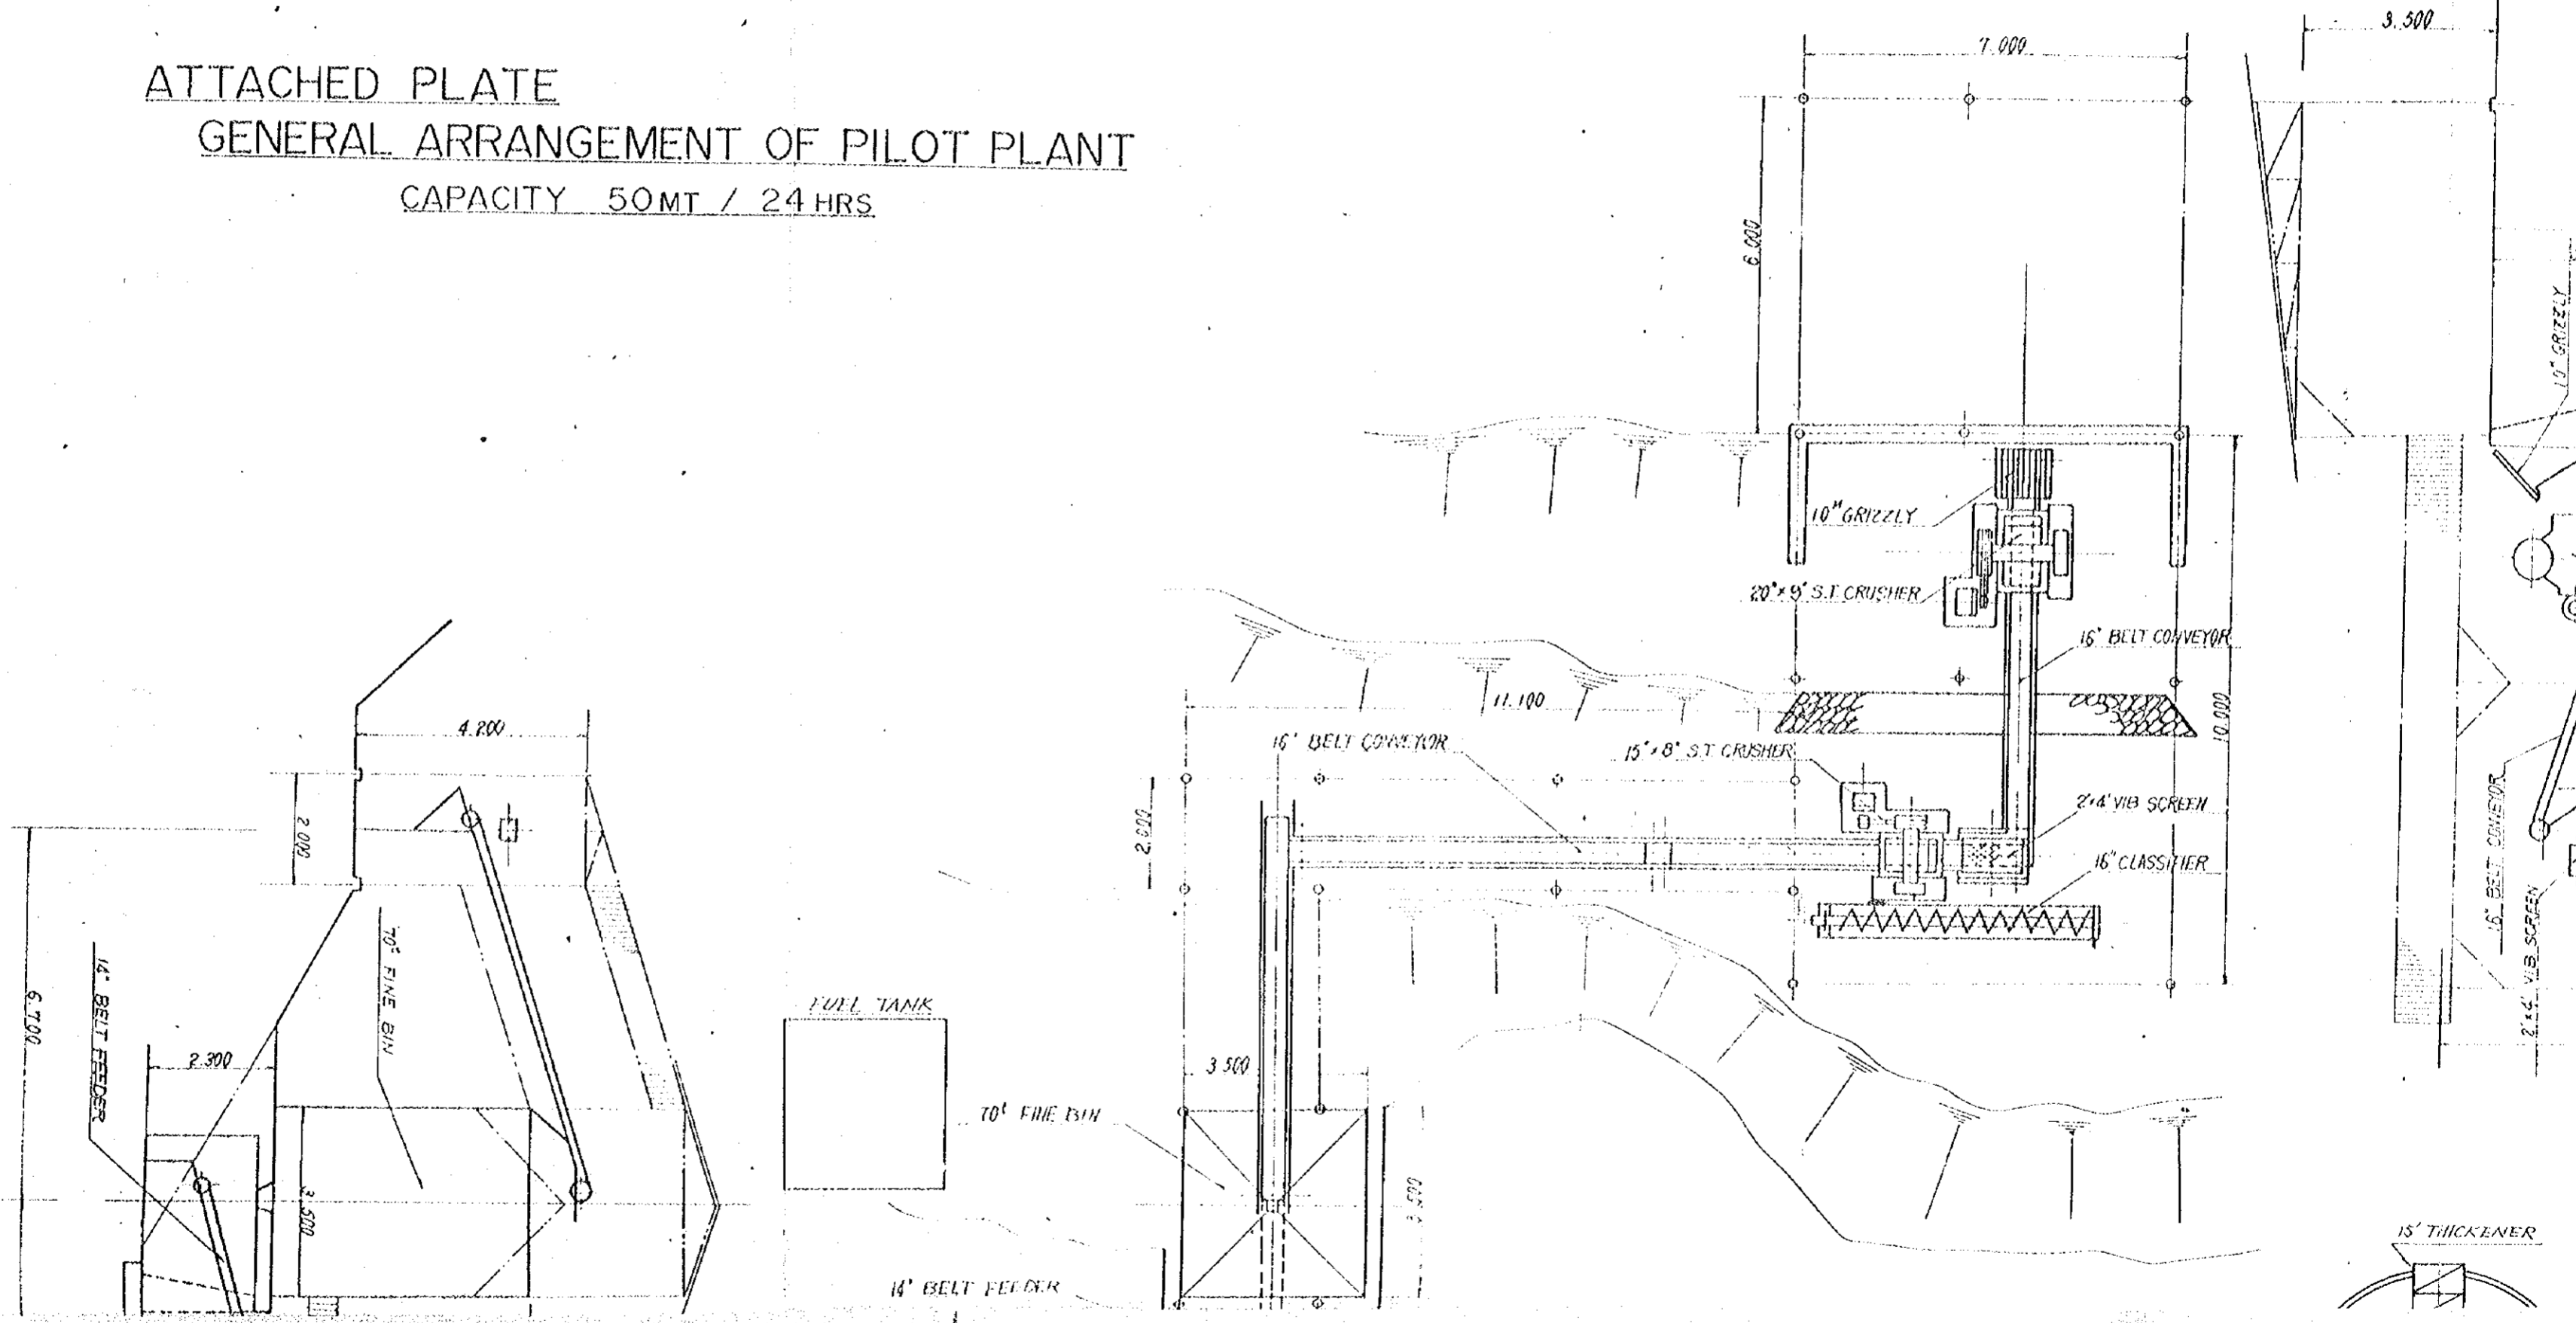 ATTACHED PLATE
GENERAL ARRANGEMENT OF PILOT PLANT
CAPACITY 50MT / 24HRS
3.500
7.000
6.000
10" GRIZZLY
10" GRIZZLY
20" × 9" S.T. CRUSHER
16" BELT CONVEYOR
11.100
10.000
4.200
16" BELT CONVEYOR
15" × 8" S.T. CRUSHER
2' × 4' VIB SCREEN
16" BELT CONVEYOR
2.000
2.000
16" CLASSIFIER
2' × 4' VIB SCREEN
70t FINE BIN
14" BELT FEEDER
6.700
FUEL TANK
2.300
3.500
70t FINE BIN
3.500
3.500
15' THICKENER
14" BELT FEEDER